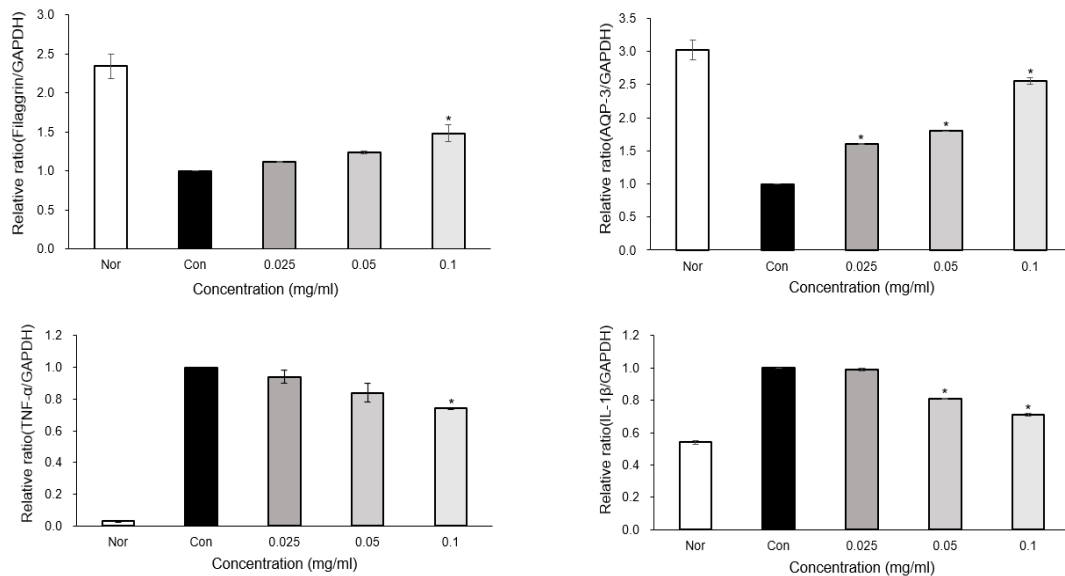 Relative ratio(Filaggrin/GAPDH)
3.0
2.5
2.0
1.5
1.0
0.5
0.0
*
Nor Con 0.025 0.05 0.1
Concentration (mg/ml)
Relative ratio(AQP-3/GAPDH)
3.5
3.0
2.5
2.0
1.5
1.0
0.5
0.0
* * *
Nor Con 0.025 0.05 0.1
Concentration (mg/ml)
Relative ratio(TNF-α/GAPDH)
1.2
1.0
0.8
0.6
0.4
0.2
0.0
*
Nor Con 0.025 0.05 0.1
Concentration (mg/ml)
Relative ratio(IL-1β/GAPDH)
1.2
1.0
0.8
0.6
0.4
0.2
0.0
* *
Nor Con 0.025 0.05 0.1
Concentration (mg/ml)